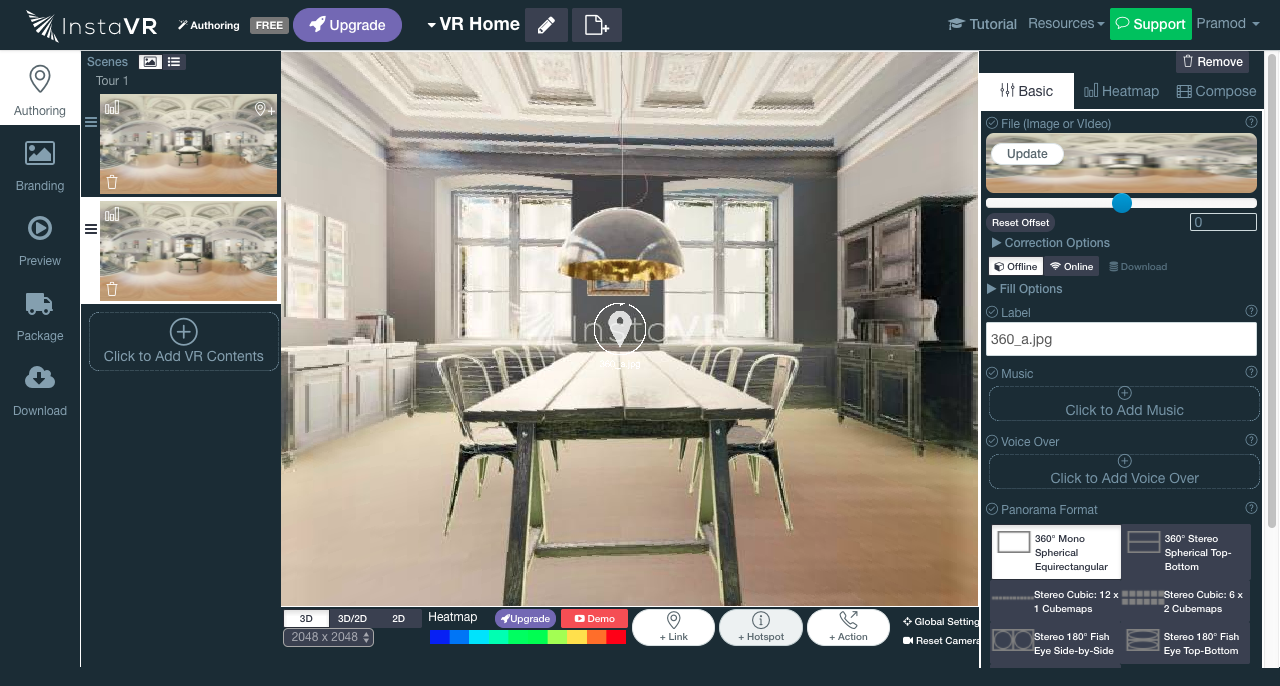 InstaVR
Authoring
FREE
Upgrade
VR Home
Tutorial
Resources
Support
Pramod
Authoring
Branding
Preview
Package
Download
Scenes
Tour 1
Click to Add VR Contents
InstaVR
360_a.jpg
3D
3D/2D
2D
2048 x 2048
Heatmap
Upgrade
Demo
+ Link
+ Hotspot
+ Action
Global Setting
Reset Camera
Remove
Basic
Heatmap
Compose
File (Image or VIdeo)
Update
Reset Offset
0
Correction Options
Offline
Online
Download
Fill Options
Label
360_a.jpg
Music
Click to Add Music
Voice Over
Click to Add Voice Over
Panorama Format
360° Mono
Spherical
Equirectangular
360° Stereo
Spherical Top-
Bottom
Stereo Cubic: 12 x
1 Cubemaps
Stereo Cubic: 6 x
2 Cubemaps
Stereo 180° Fish
Eye Side-by-Side
Stereo 180° Fish
Eye Top-Bottom